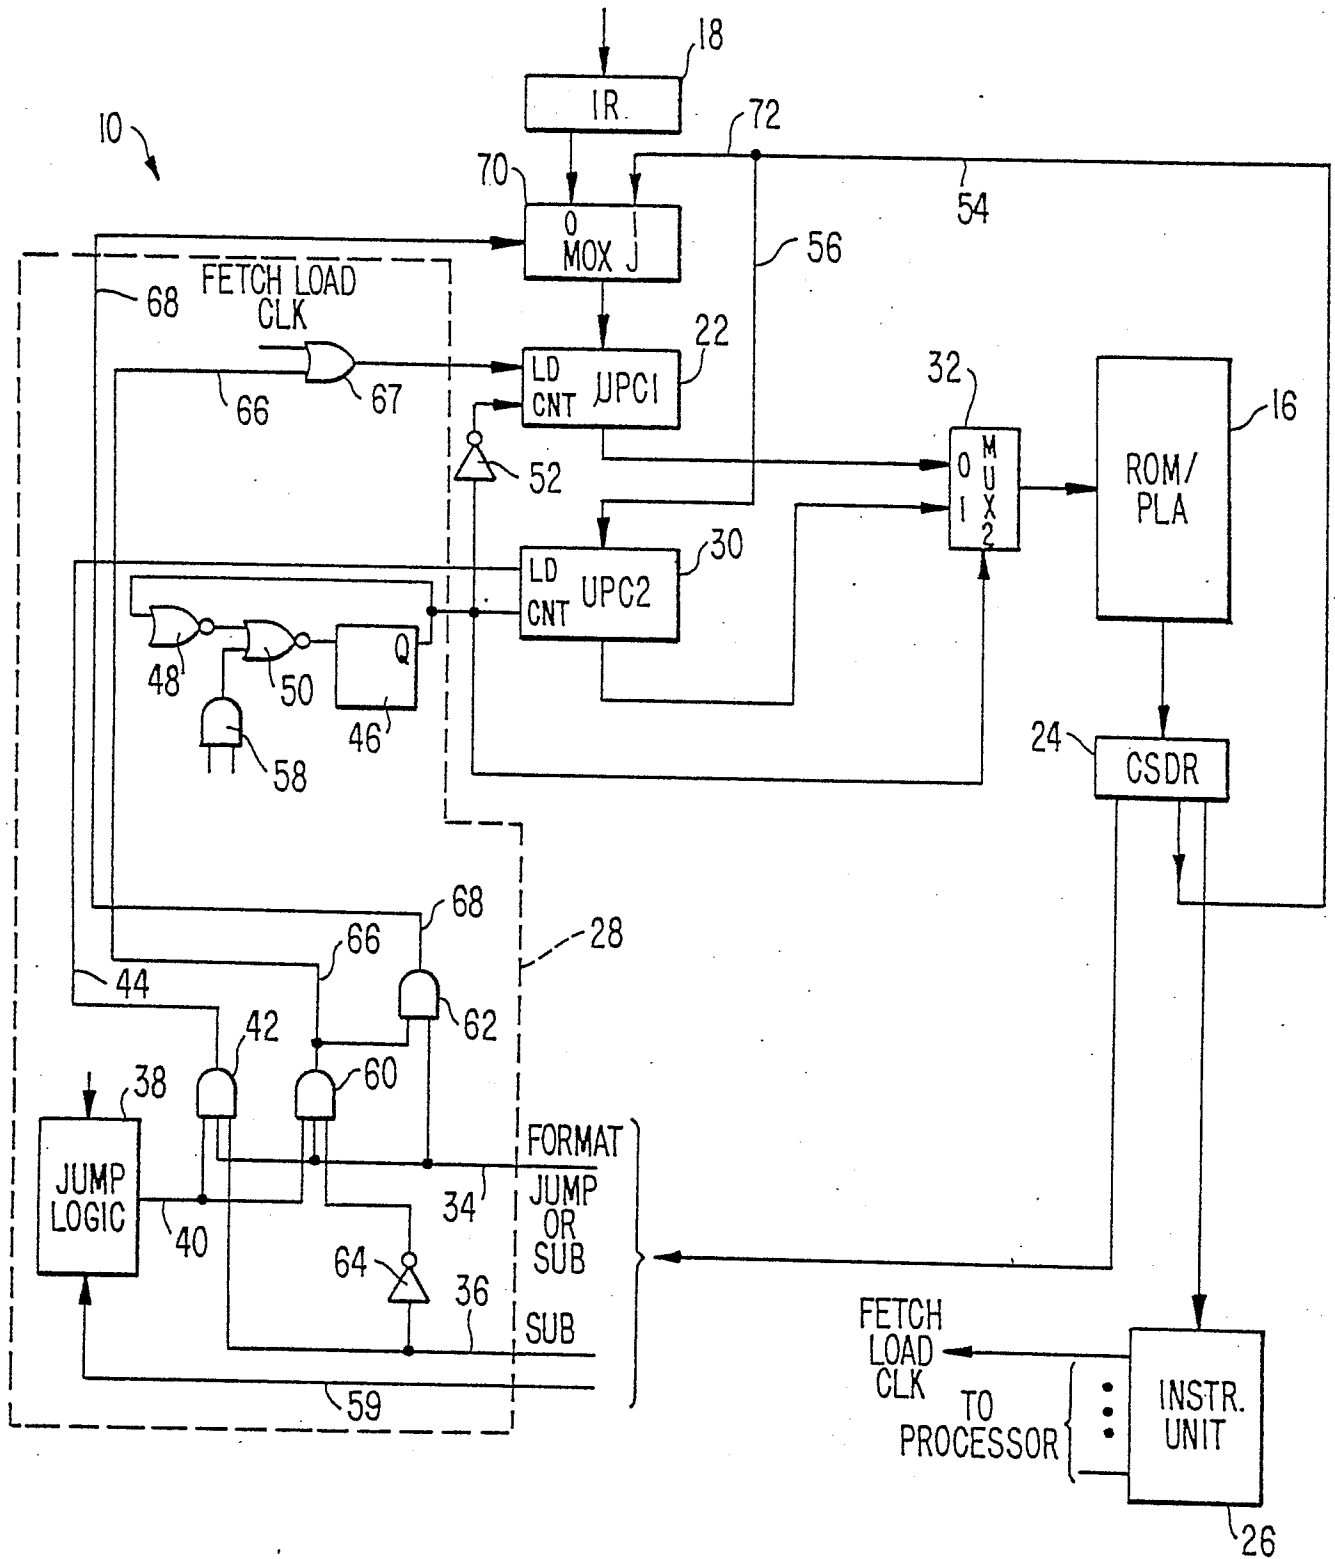 18
IR
10
72
70
54
0 1
MOX J
56
68
FETCH LOAD
CLK
22
LD
CNT
UPC1
32
66
67
16
0
1
MUX2
ROM/
PLA
52
30
LD
CNT
UPC2
Q
48
50
46
58
24
CSDR
68
66
28
44
42
62
60
38
FORMAT
JUMP
LOGIC
34
JUMP
OR
SUB
40
64
36
SUB
59
FETCH
LOAD
CLK
TO
PROCESSOR
INSTR.
UNIT
26